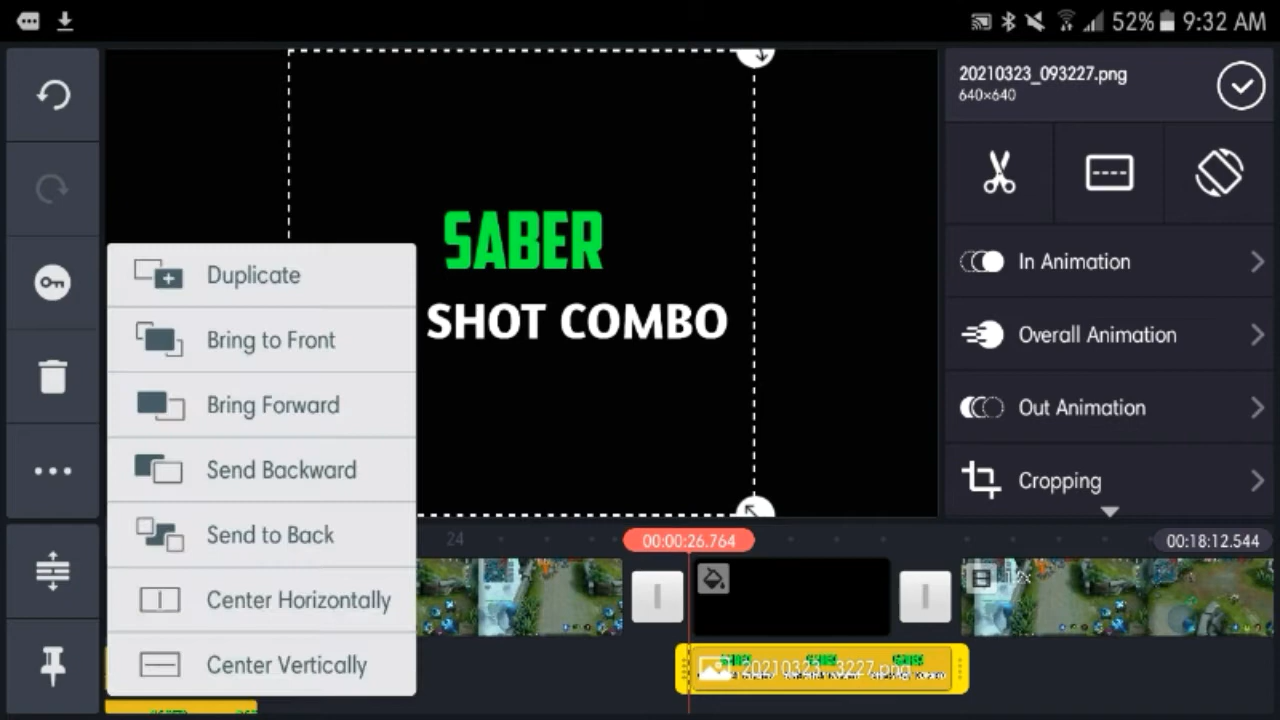 52% 9:32 AM
20210323_093227.png
640×640
SABER
SHOT COMBO
Duplicate
Bring to Front
Bring Forward
Send Backward
Send to Back
Center Horizontally
Center Vertically
In Animation
Overall Animation
Out Animation
Cropping
24
00:00:26.764
00:18:12.544
20210323_3227.png